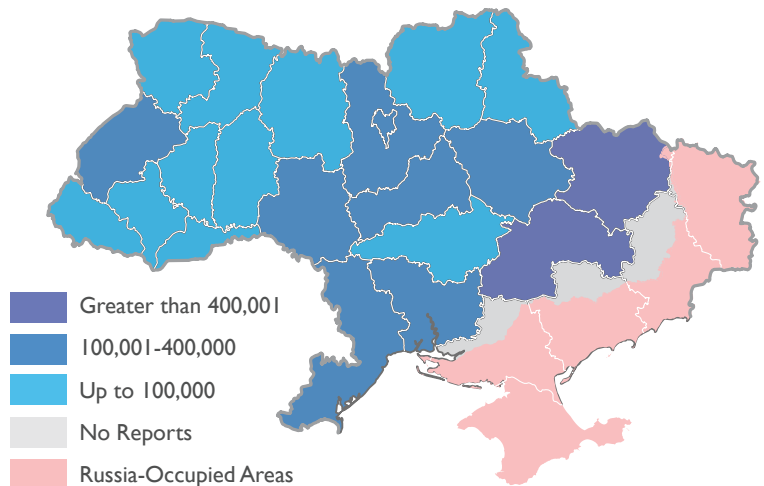 Greater than 400,001
100,001-400,000
Up to 100,000
No Reports
Russia-Occupied Areas